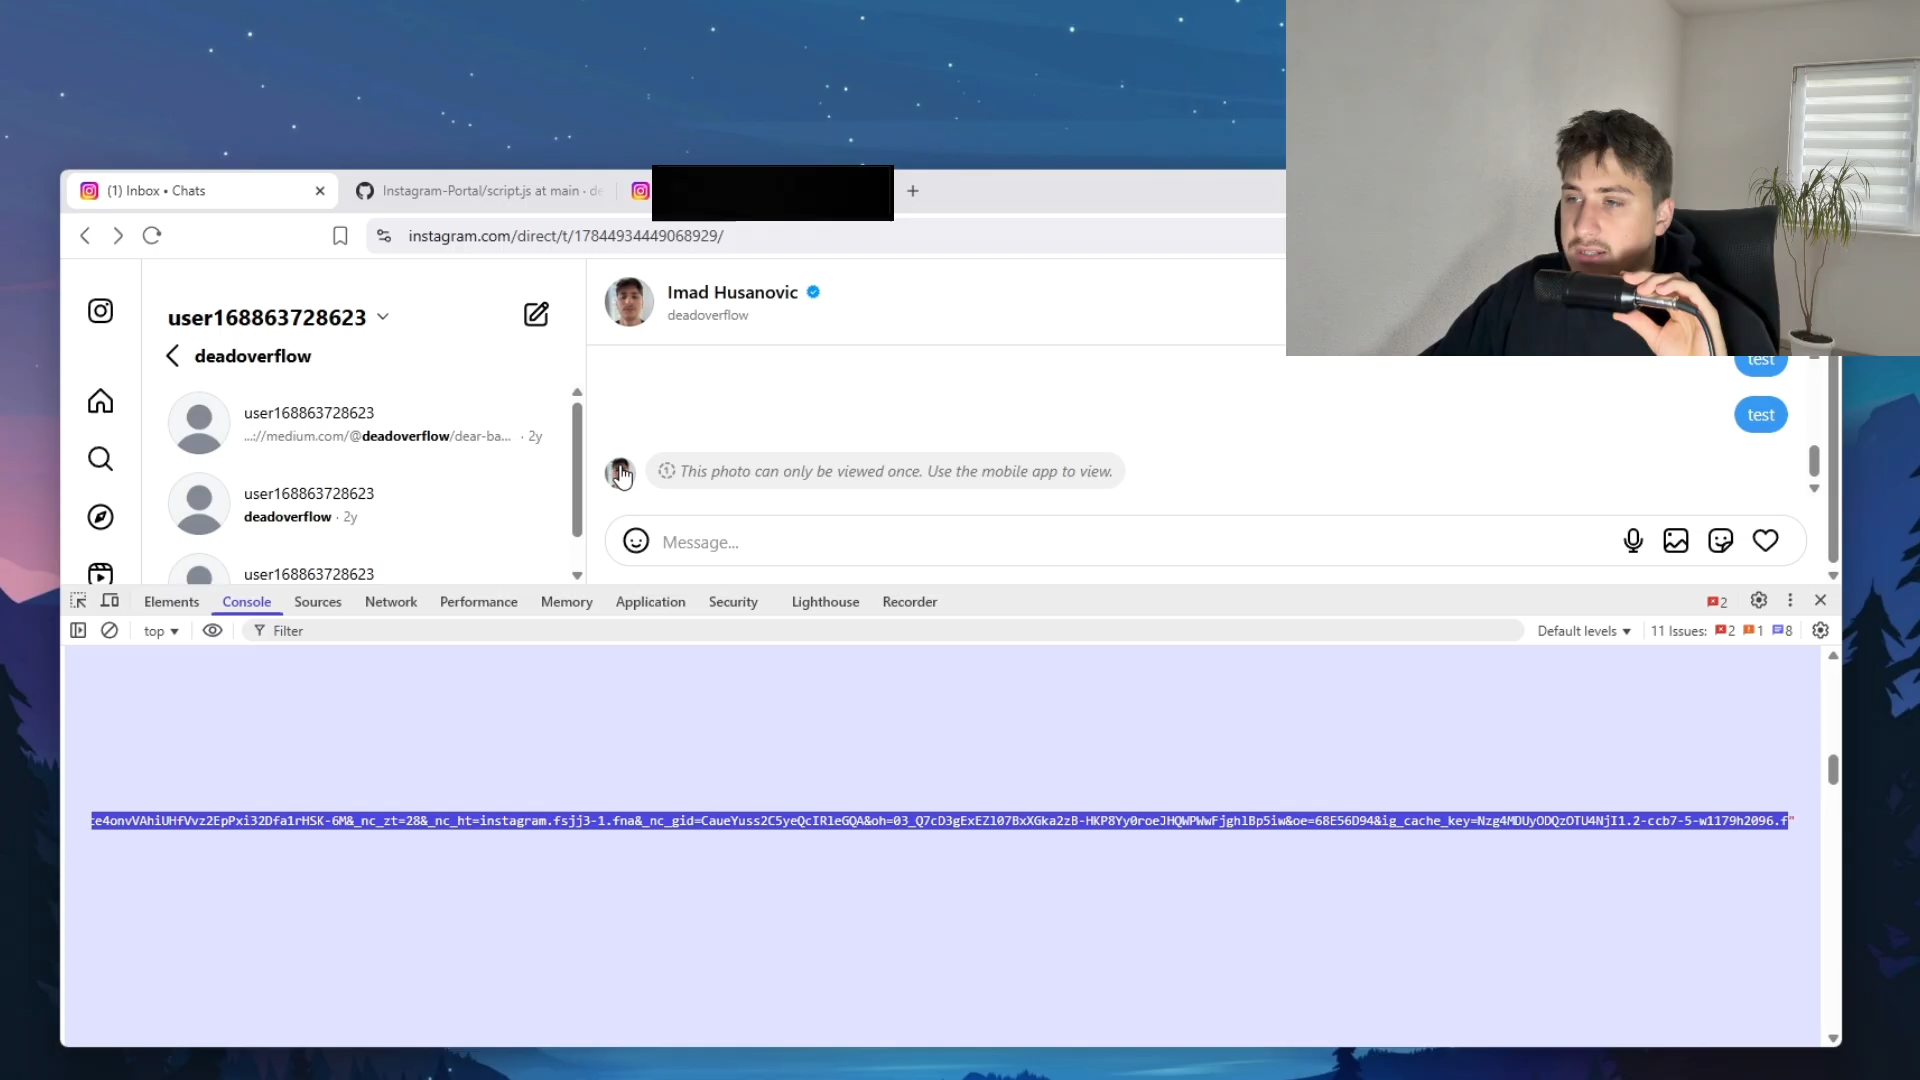 (1) Inbox • Chats
Instagram-Portal/script.js at main · de
instagram.com/direct/t/17844934449068929/
user168863728623
deadoverflow
user168863728623
...://medium.com/@deadoverflow/dear-ba... · 2y
user168863728623
deadoverflow · 2y
user168863728623
Imad Husanovic
deadoverflow
test
test
This photo can only be viewed once. Use the mobile app to view.
Message...
Elements Console Sources Network Performance Memory Application Security Lighthouse Recorder
2
top Filter Default levels 11 Issues: 2 1 8